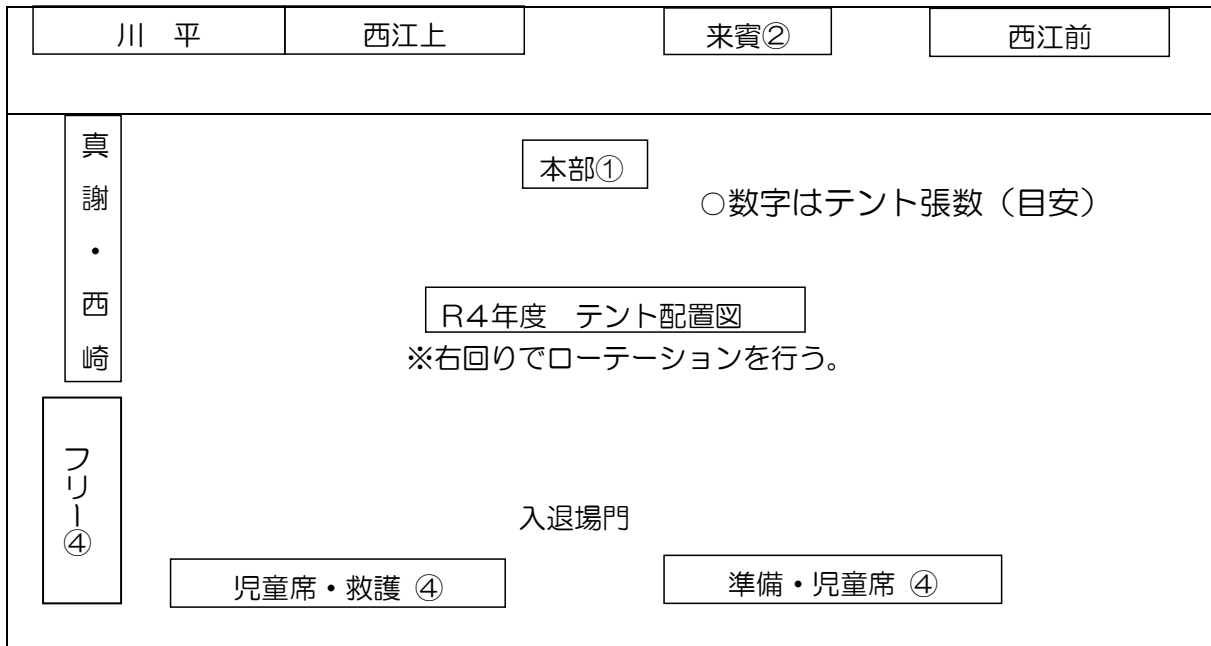 川　平
西江上
来賓②
西江前
真謝・西崎
本部①
○数字はテント張数（目安）
R4年度　テント配置図
※右回りでローテーションを行う。
フリー④
入退場門
児童席・救護 ④
準備・児童席 ④